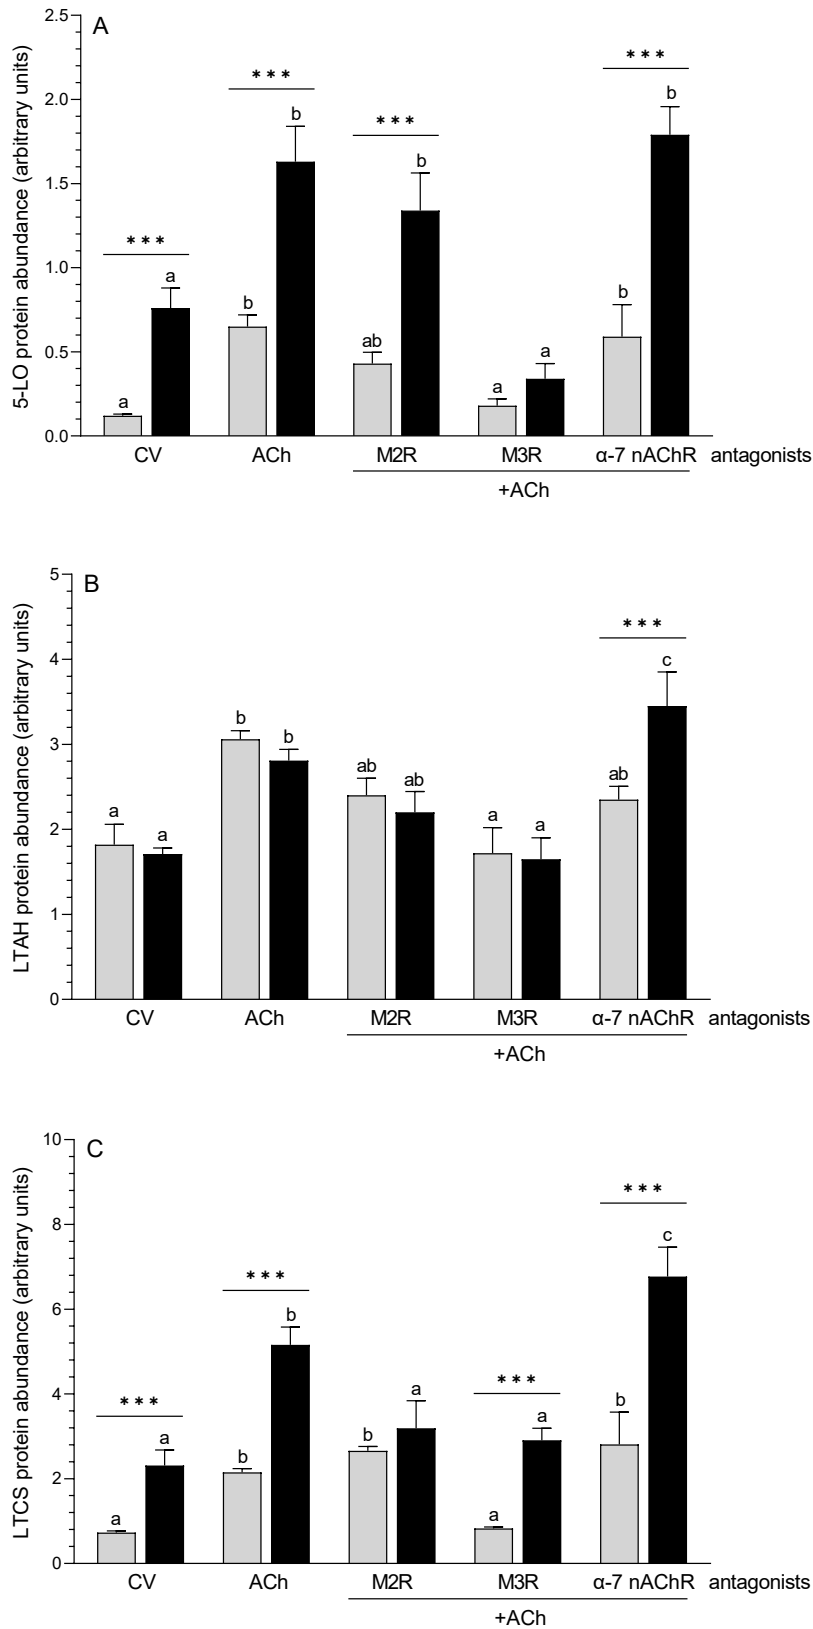 A
5-LO protein abundance (arbitrary units)
2.5
2.0
1.5
1.0
0.5
0.0
*** *** *** ***
a a b b ab b a a b b
CV ACh M2R M3R α-7 nAChR antagonists
+ACh
B
LTAH protein abundance (arbitrary units)
5
4
3
2
1
0
***
a a b b ab ab a a ab c
CV ACh M2R M3R α-7 nAChR antagonists
+ACh
C
LTCS protein abundance (arbitrary units)
10
8
6
4
2
0
*** *** *** ***
a a b b b a a a b c
CV ACh M2R M3R α-7 nAChR antagonists
+ACh